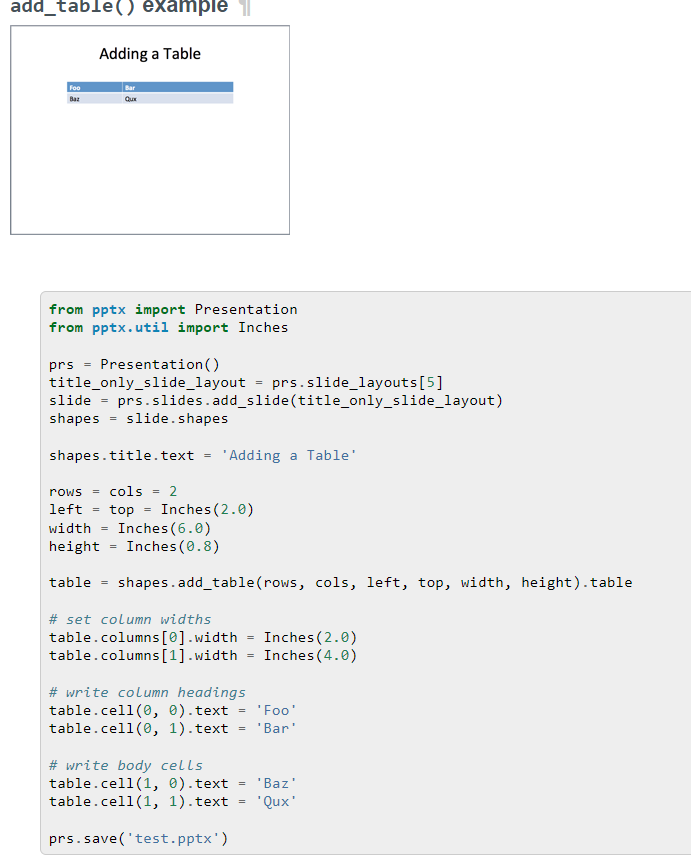 add_table() example ¶
Adding a Table
Foo Bar
Baz Qux
from pptx import Presentation
from pptx.util import Inches

prs = Presentation()
title_only_slide_layout = prs.slide_layouts[5]
slide = prs.slides.add_slide(title_only_slide_layout)
shapes = slide.shapes

shapes.title.text = 'Adding a Table'

rows = cols = 2
left = top = Inches(2.0)
width = Inches(6.0)
height = Inches(0.8)

table = shapes.add_table(rows, cols, left, top, width, height).table

# set column widths
table.columns[0].width = Inches(2.0)
table.columns[1].width = Inches(4.0)

# write column headings
table.cell(0, 0).text = 'Foo'
table.cell(0, 1).text = 'Bar'

# write body cells
table.cell(1, 0).text = 'Baz'
table.cell(1, 1).text = 'Qux'

prs.save('test.pptx')